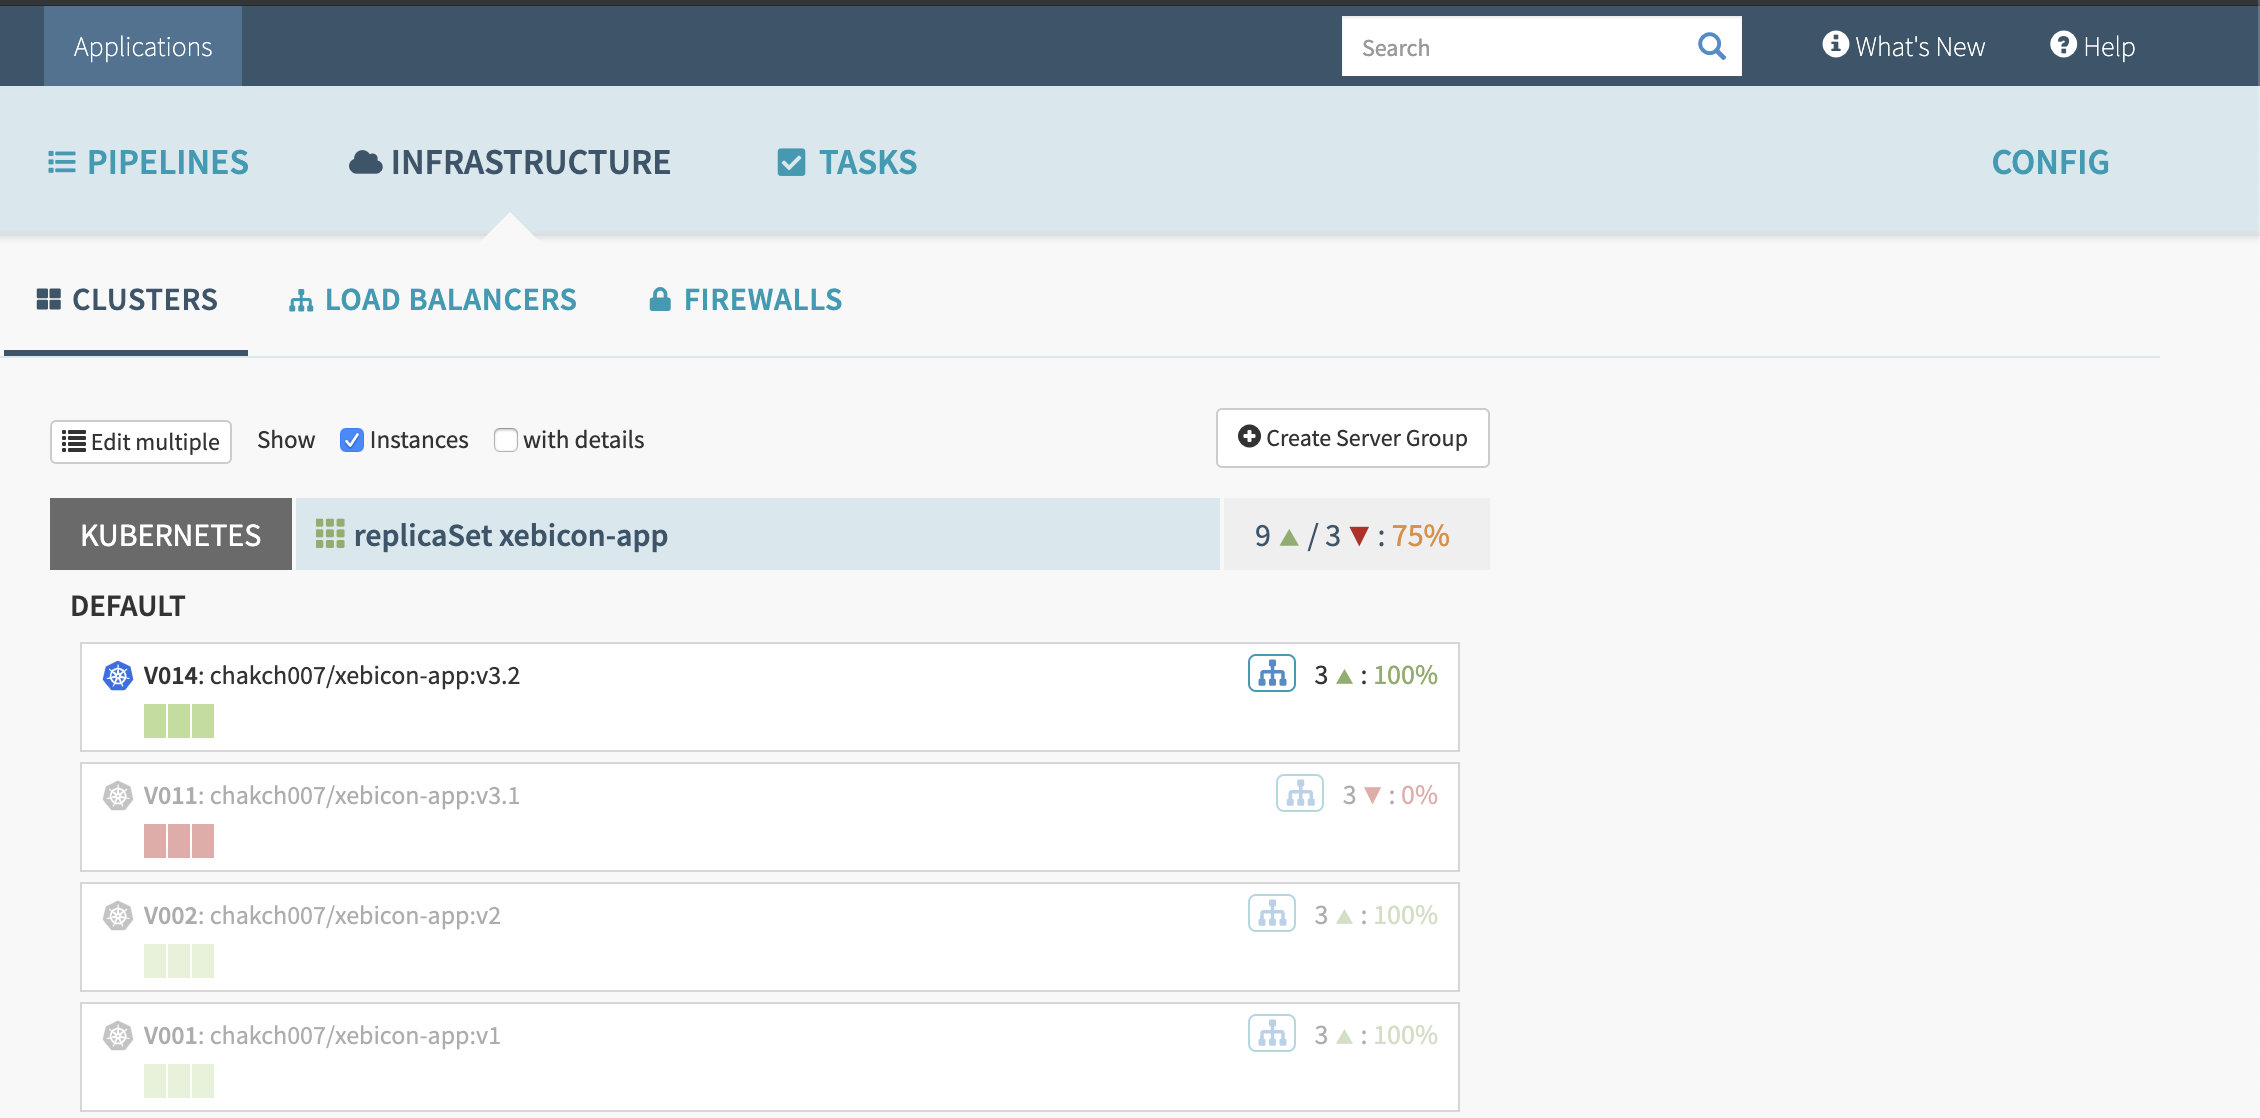 Applications
Search
What's New
Help
PIPELINES
INFRASTRUCTURE
TASKS
CONFIG
CLUSTERS
LOAD BALANCERS
FIREWALLS
Edit multiple
Show
Instances
with details
Create Server Group
KUBERNETES
replicaSet xebicon-app
9 ▲ / 3 ▼ : 75%
DEFAULT
V014: chakch007/xebicon-app:v3.2
3 ▲ : 100%
V011: chakch007/xebicon-app:v3.1
3 ▼ : 0%
V002: chakch007/xebicon-app:v2
3 ▲ : 100%
V001: chakch007/xebicon-app:v1
3 ▲ : 100%